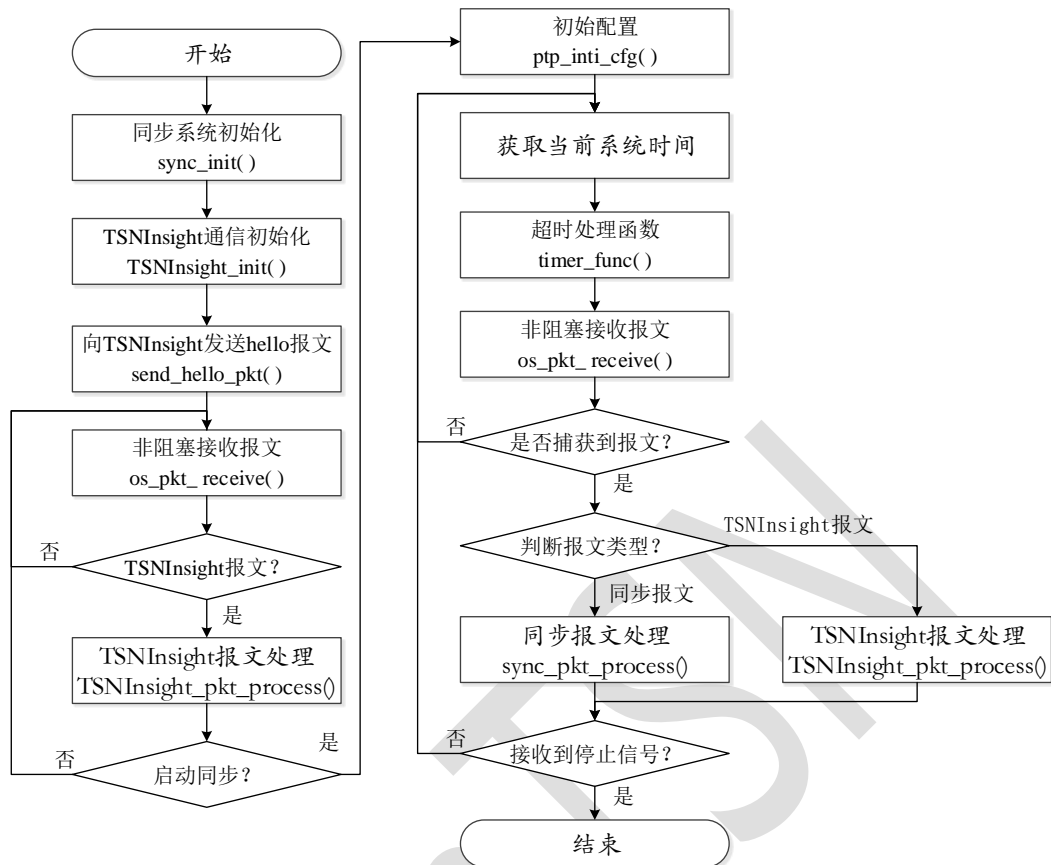 开始
同步系统初始化
sync_init( )
TSNInsight通信初始化
TSNInsight_init( )
向TSNInsight发送hello报文
send_hello_pkt( )
非阻塞接收报文
os_pkt_ receive( )
否
TSNInsight报文？
是
TSNInsight报文处理
TSNInsight_pkt_process()
否
启动同步？
是
初始配置
ptp_inti_cfg( )
获取当前系统时间
超时处理函数
timer_func( )
非阻塞接收报文
os_pkt_ receive( )
否
是否捕获到报文？
是
判断报文类型？
TSNInsight报文
同步报文
同步报文处理
sync_pkt_process()
TSNInsight报文处理
TSNInsight_pkt_process()
否
接收到停止信号？
是
结束
TSN